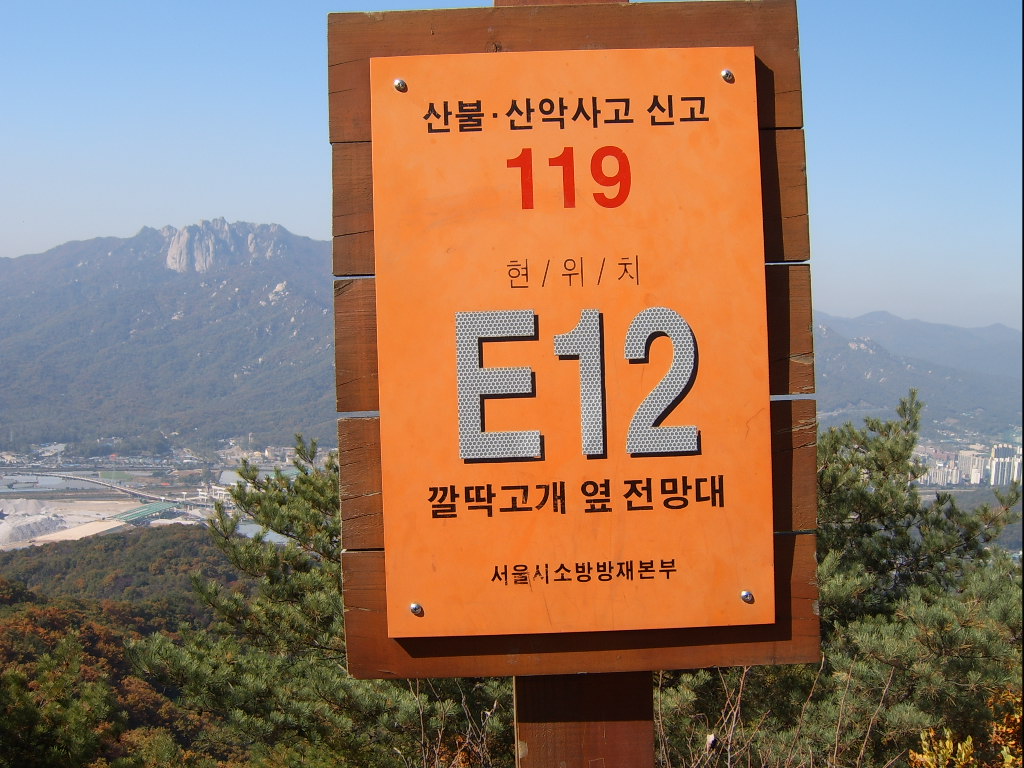 산불·산악사고 신고
119
현/위/치
E12
깔딱고개 옆 전망대
서울시소방방재본부